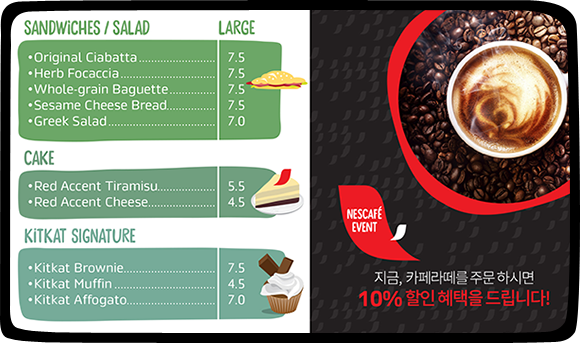 SANDWiCHES / SALAD LARGE
•Original Ciabatta 7.5
•Herb Focaccia 7.5
•Whole-grain Baguette 7.5
•Sesame Cheese Bread 7.5
•Greek Salad 7.0
CAKE
•Red Accent Tiramisu 5.5
•Red Accent Cheese 4.5
KiTKAT SIGNATURE
•Kitkat Brownie 7.5
•Kitkat Muffin 4.5
•Kitkat Affogato 7.0
NESCAFÉ
EVENT
지금, 카페라떼를 주문 하시면
10% 할인 혜택을 드립니다!